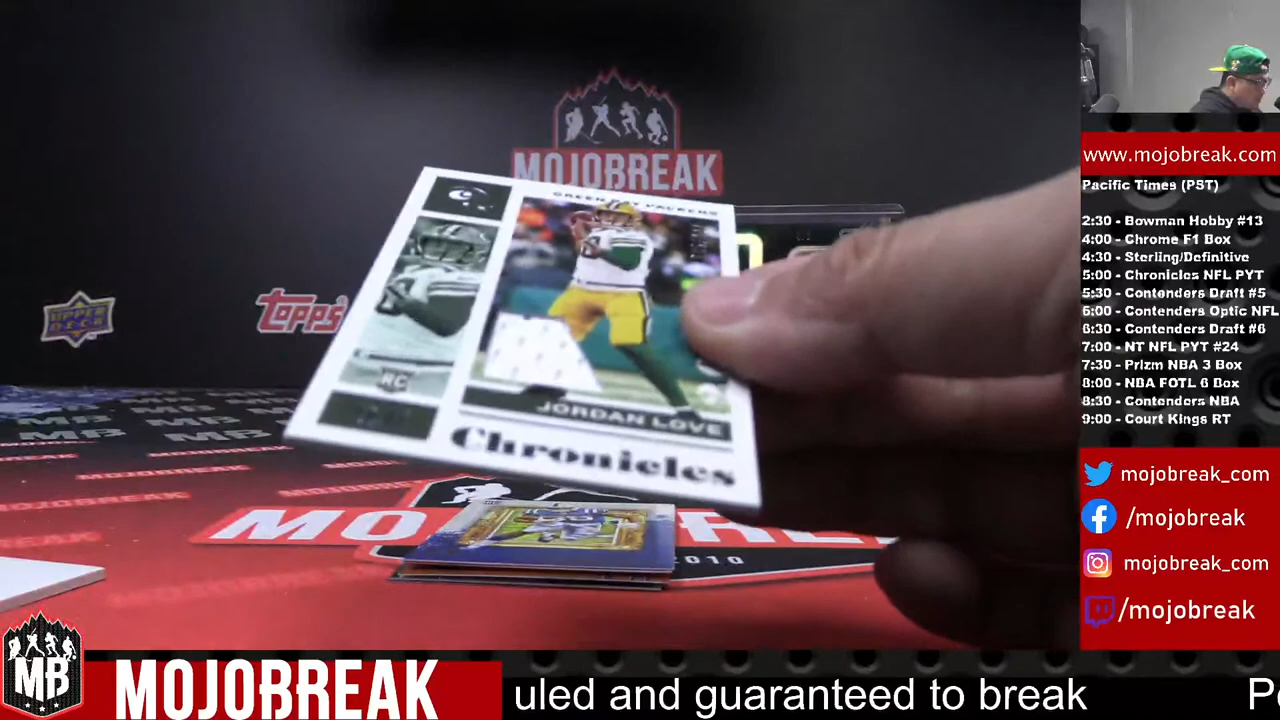 MOJOBREAK
UPPER DECK
topps
GREEN BAY PACKERS
RC
JORDAN LOVE
Chronicles
MOJOBREAK
2010
www.mojobreak.com
Pacific Times (PST)
2:30 - Bowman Hobby #13
4:00 - Chrome F1 Box
4:30 - Sterling/Definitive
5:00 - Chronicles NFL PYT
5:30 - Contenders Draft #5
6:00 - Contenders Optic NFL
6:30 - Contenders Draft #6
7:00 - NT NFL PYT #24
7:30 - Prizm NBA 3 Box
8:00 - NBA FOTL 6 Box
8:30 - Contenders NBA
9:00 - Court Kings RT
mojobreak_com
/mojobreak
mojobreak_com
/mojobreak
MB
MOJOBREAK
uled and guaranteed to break